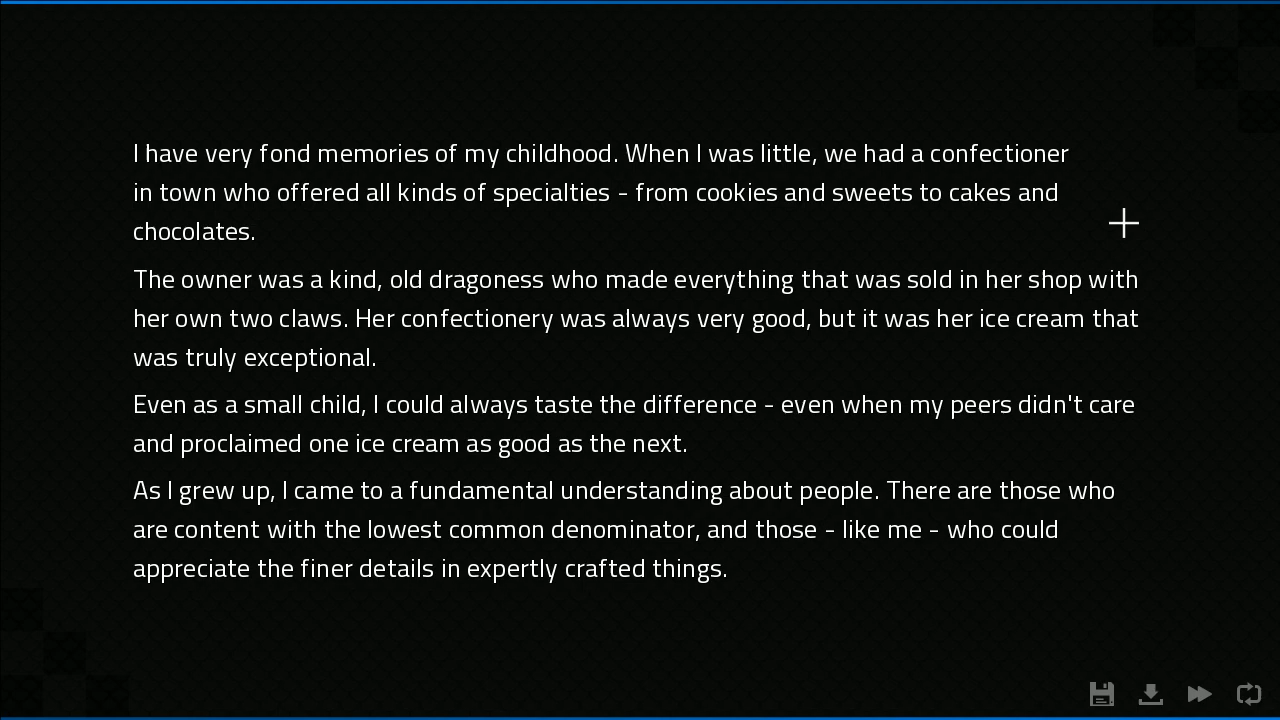 I have very fond memories of my childhood. When I was little, we had a confectioner
in town who offered all kinds of specialties - from cookies and sweets to cakes and
chocolates.
The owner was a kind, old dragoness who made everything that was sold in her shop with
her own two claws. Her confectionery was always very good, but it was her ice cream that
was truly exceptional.
Even as a small child, I could always taste the difference - even when my peers didn't care
and proclaimed one ice cream as good as the next.
As I grew up, I came to a fundamental understanding about people. There are those who
are content with the lowest common denominator, and those - like me - who could
appreciate the finer details in expertly crafted things.